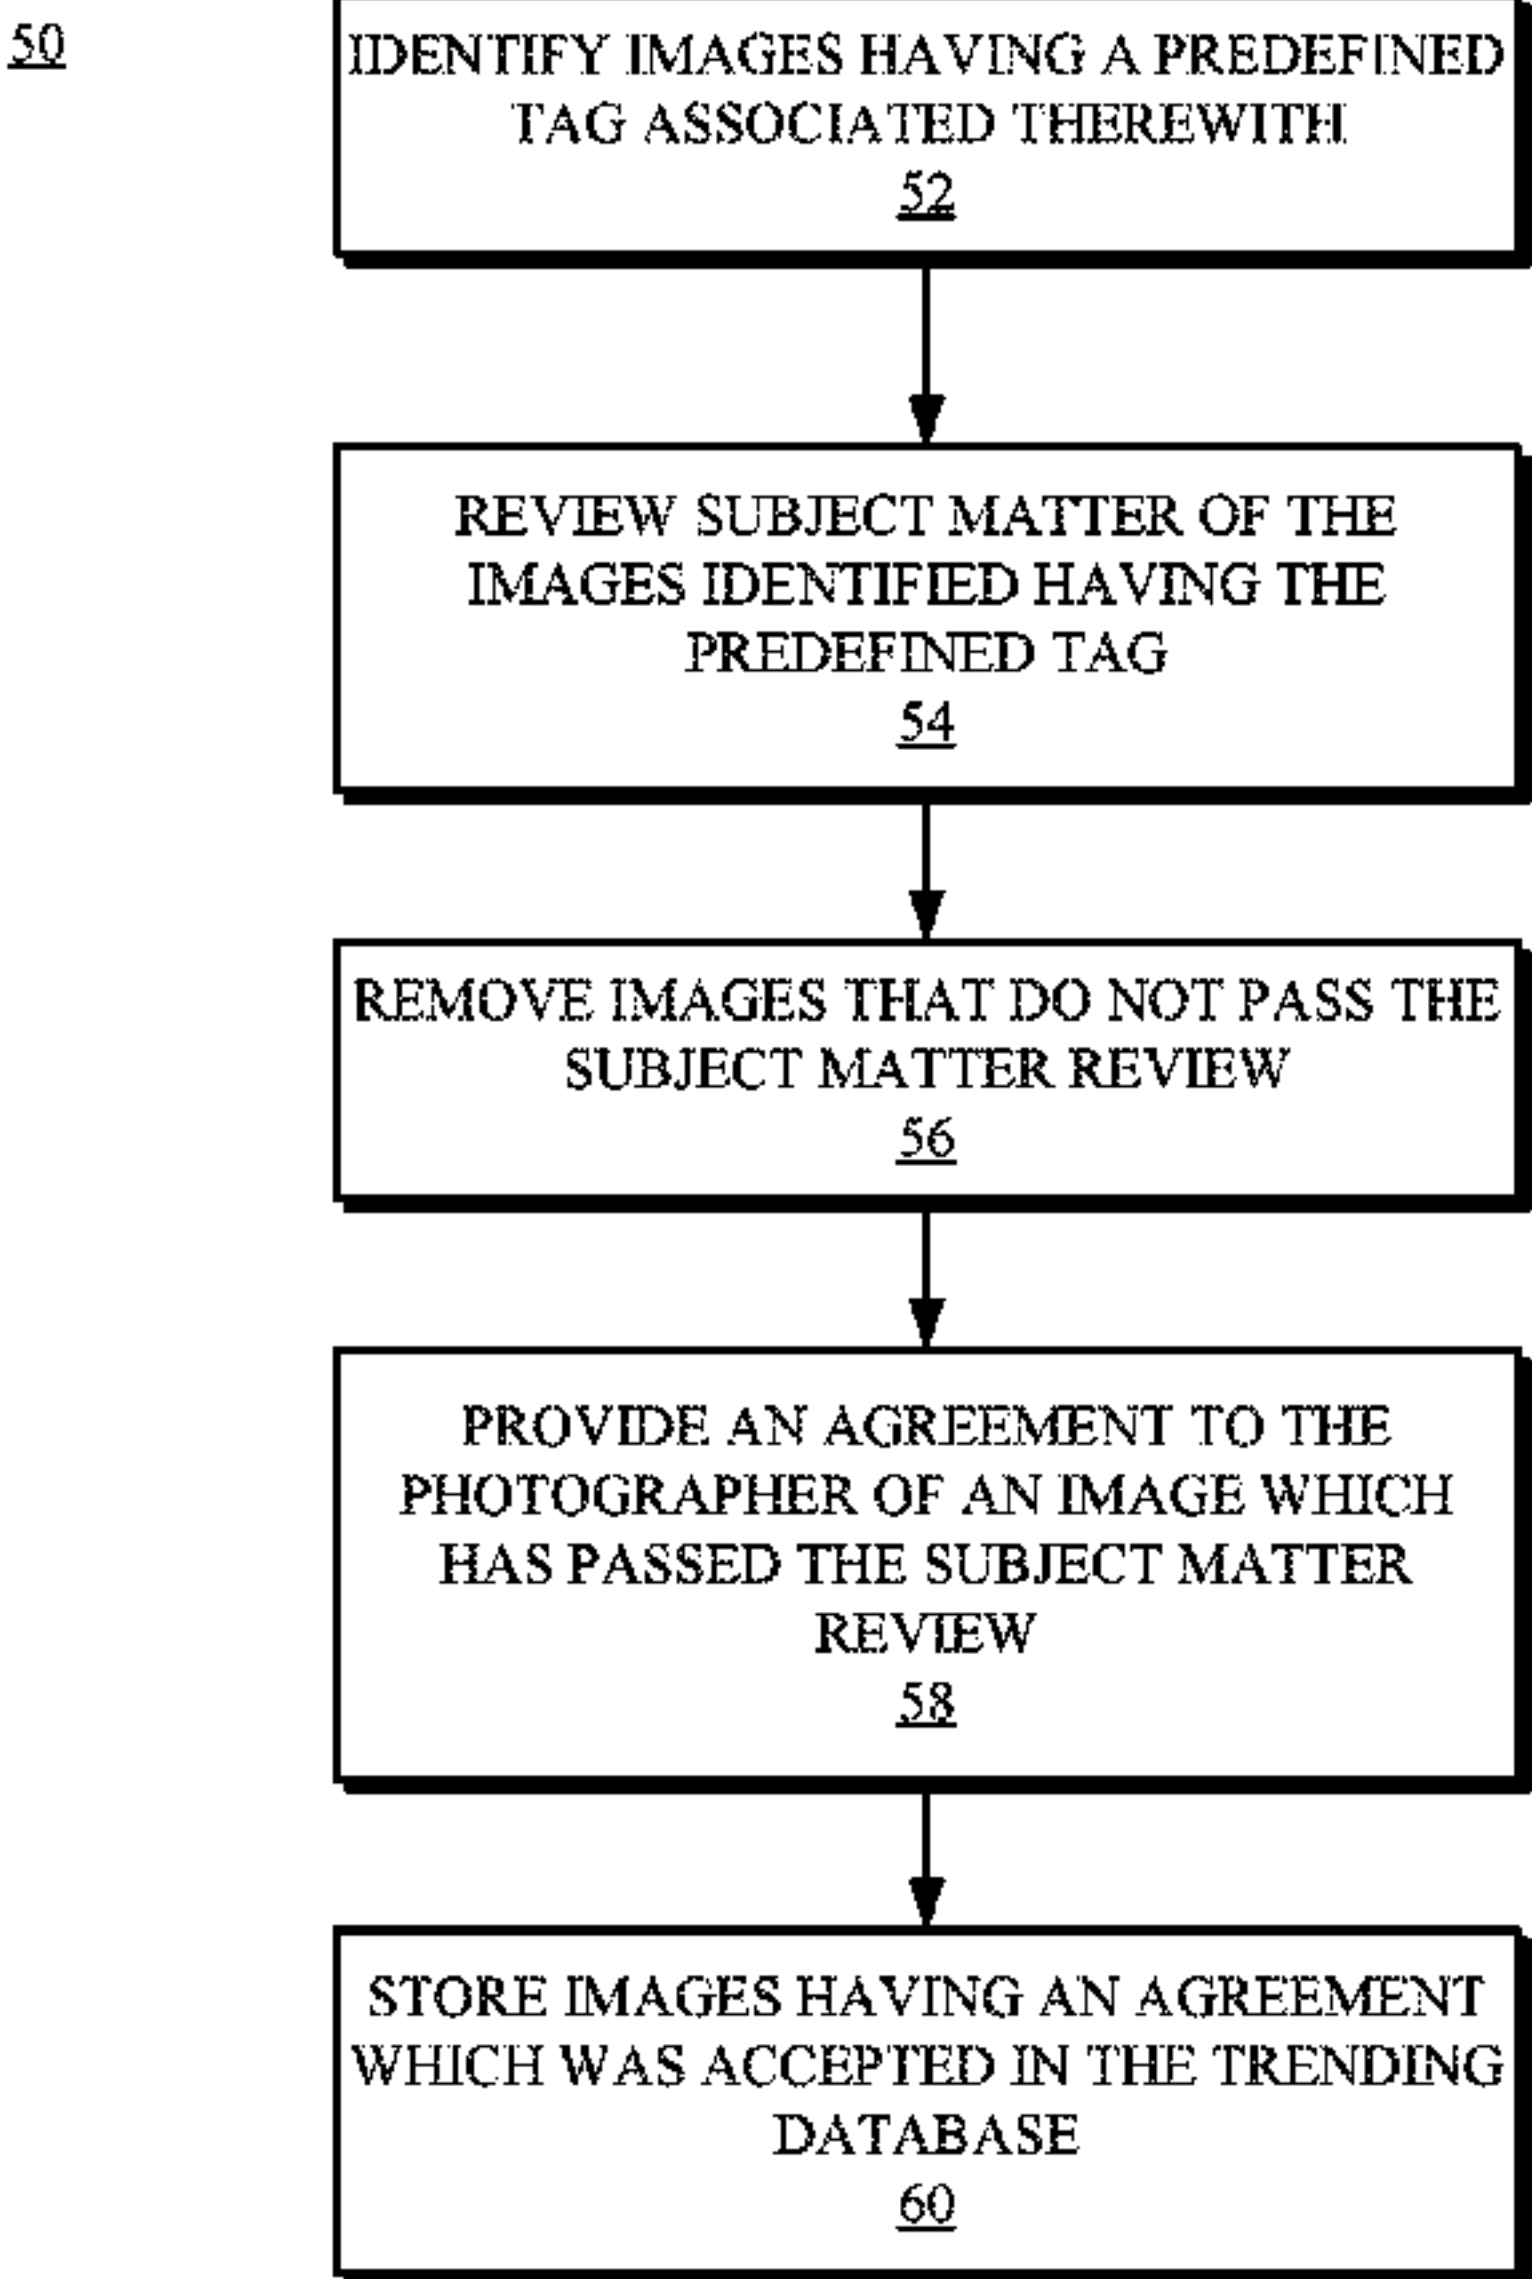 50
IDENTIFY IMAGES HAVING A PREDEFINED
TAG ASSOCIATED THEREWITH
52
REVIEW SUBJECT MATTER OF THE
IMAGES IDENTIFIED HAVING THE
PREDEFINED TAG
54
REMOVE IMAGES THAT DO NOT PASS THE
SUBJECT MATTER REVIEW
56
PROVIDE AN AGREEMENT TO THE
PHOTOGRAPHER OF AN IMAGE WHICH
HAS PASSED THE SUBJECT MATTER
REVIEW
58
STORE IMAGES HAVING AN AGREEMENT
WHICH WAS ACCEPTED IN THE TRENDING
DATABASE
60